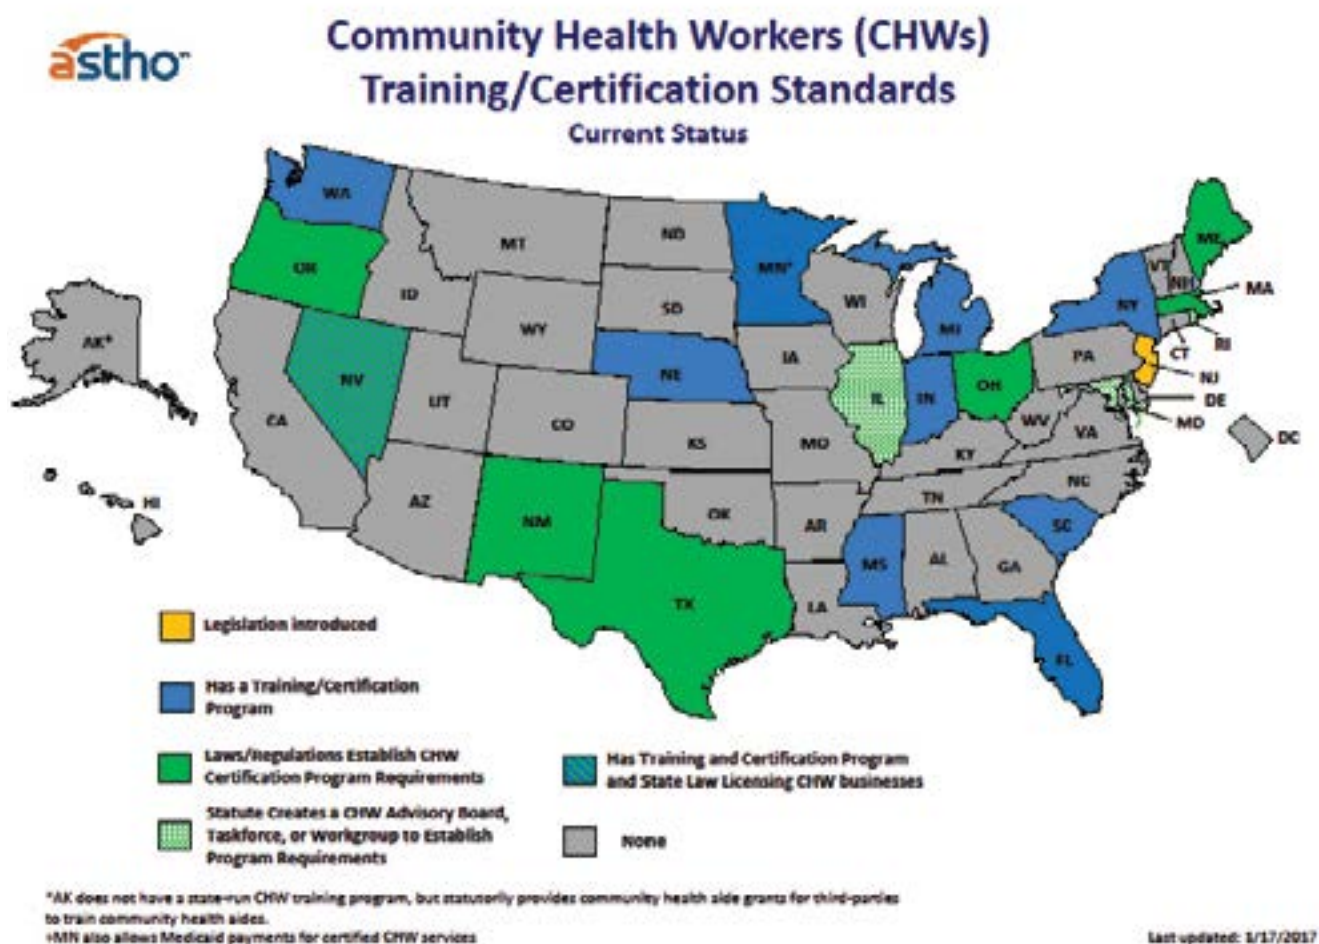 astho™
Community Health Workers (CHWs)
Training/Certification Standards
Current Status
WA
OR
CA
NV
ID
MT
WY
UT
AZ
CO
NM
ND
SD
NE
KS
OK
TX
MN+
IA
MO
AR
LA
WI
IL
MI
IN
OH
KY
TN
MS
AL
GA
FL
SC
NC
VA
WV
PA
NY
VT
NH
ME
MA
RI
CT
NJ
DE
MD
DC
AK*
HI
Legislation introduced
Has a Training/Certification
Program
Laws/Regulations Establish CHW
Certification Program Requirements
Statute Creates a CHW Advisory Board,
Taskforce, or Workgroup to Establish
Program Requirements
Has Training and Certification Program
and State Law Licensing CHW businesses
None
*AK does not have a state-run CHW training program, but statutorily provides community health aide grants for third-parties
to train community health aides.
+MN also allows Medicaid payments for certified CHW services
Last updated: 1/17/2017